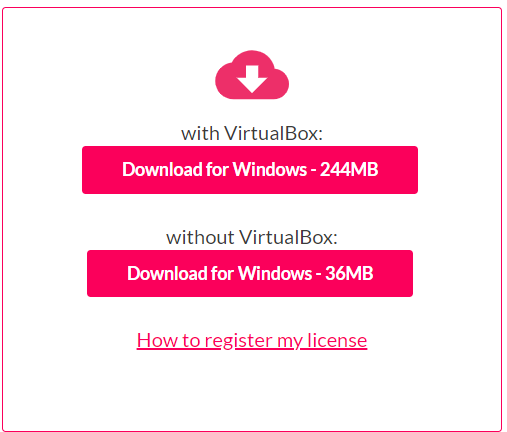 with VirtualBox:
Download for Windows - 244MB
without VirtualBox:
Download for Windows - 36MB
How to register my license